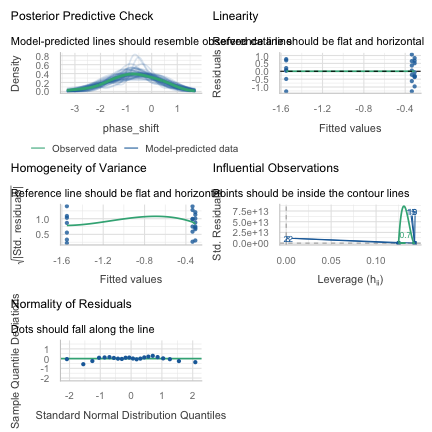 Posterior Predictive Check
Model-predicted lines should resemble observed data line
Density
0.8
0.6
0.4
0.2
0.0
-3 -2 -1 0 1
phase_shift
Observed data Model-predicted data
Linearity
Reference line should be flat and horizontal
Residuals
1.0
0.5
0.0
-0.5
-1.0
-1.6 -1.2 -0.8 -0.4
Fitted values
Homogeneity of Variance
Reference line should be flat and horizontal
√|Std. residuals|
1.0
0.5
-1.6 -1.2 -0.8 -0.4
Fitted values
Influential Observations
Points should be inside the contour lines
Std. Residuals
7.5e+13
5.0e+13
2.5e+13
0.0e+00
0.00 0.05 0.10
Leverage (hᵢᵢ)
Normality of Residuals
Dots should fall along the line
Sample Quantile Deviations
1
0
-1
-2
-2 -1 0 1 2
Standard Normal Distribution Quantiles